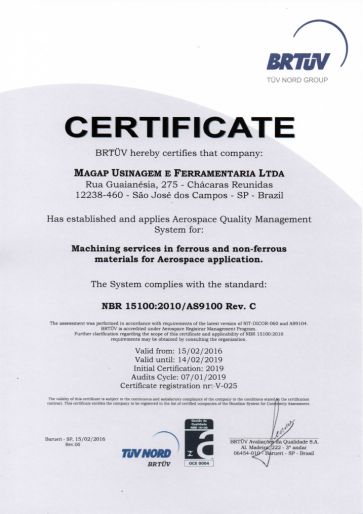 BRTÜV
TÜV NORD GROUP
CERTIFICATE
BRTÜV hereby certifies that company:
MAGAP USINAGEM E FERRAMENTARIA LTDA
Rua Guaianésia, 275 - Chácaras Reunidas
12238-460 - São José dos Campos - SP - Brazil
Has established and applies Aerospace Quality Management
System for:
Machining services in ferrous and non-ferrous
materials for Aerospace application.
The System complies with the standard:
NBR 15100:2010/AS9100 Rev. C
The assessment was performed in accordance with requirements of the latest version of NIT-DICOR-060 and AS9104.
BRTÜV is accredited under Aerospace Registrar Management Program.
Further clarification regarding the scope of this certificate and applicability of NBR 15100:2010
requirements may be obtained by consulting the organization.
Valid from: 15/02/2016
Valid until: 14/02/2019
Initial Certification: 2019
Audits Cycle: 07/01/2019
Certificate registration nr: V-025
The validity of this certificate is subject to the continuance and satisfactory compliance of the company to the conditions stated in the certification
contract. This certificate entitles the company to be registered in the list of certified companies of the Brazilian System for Conformity Assessment.
Barueri - SP, 15/02/2016
Rev.00
TÜV NORD
BRTÜV
Gestão da
Qualidade
NBR 15100
OCE 0004
BRTÜV Avaliações da Qualidade S.A.
Al. Madeira, 222 - 3º andar
06454-010 - Barueri - SP - Brasil